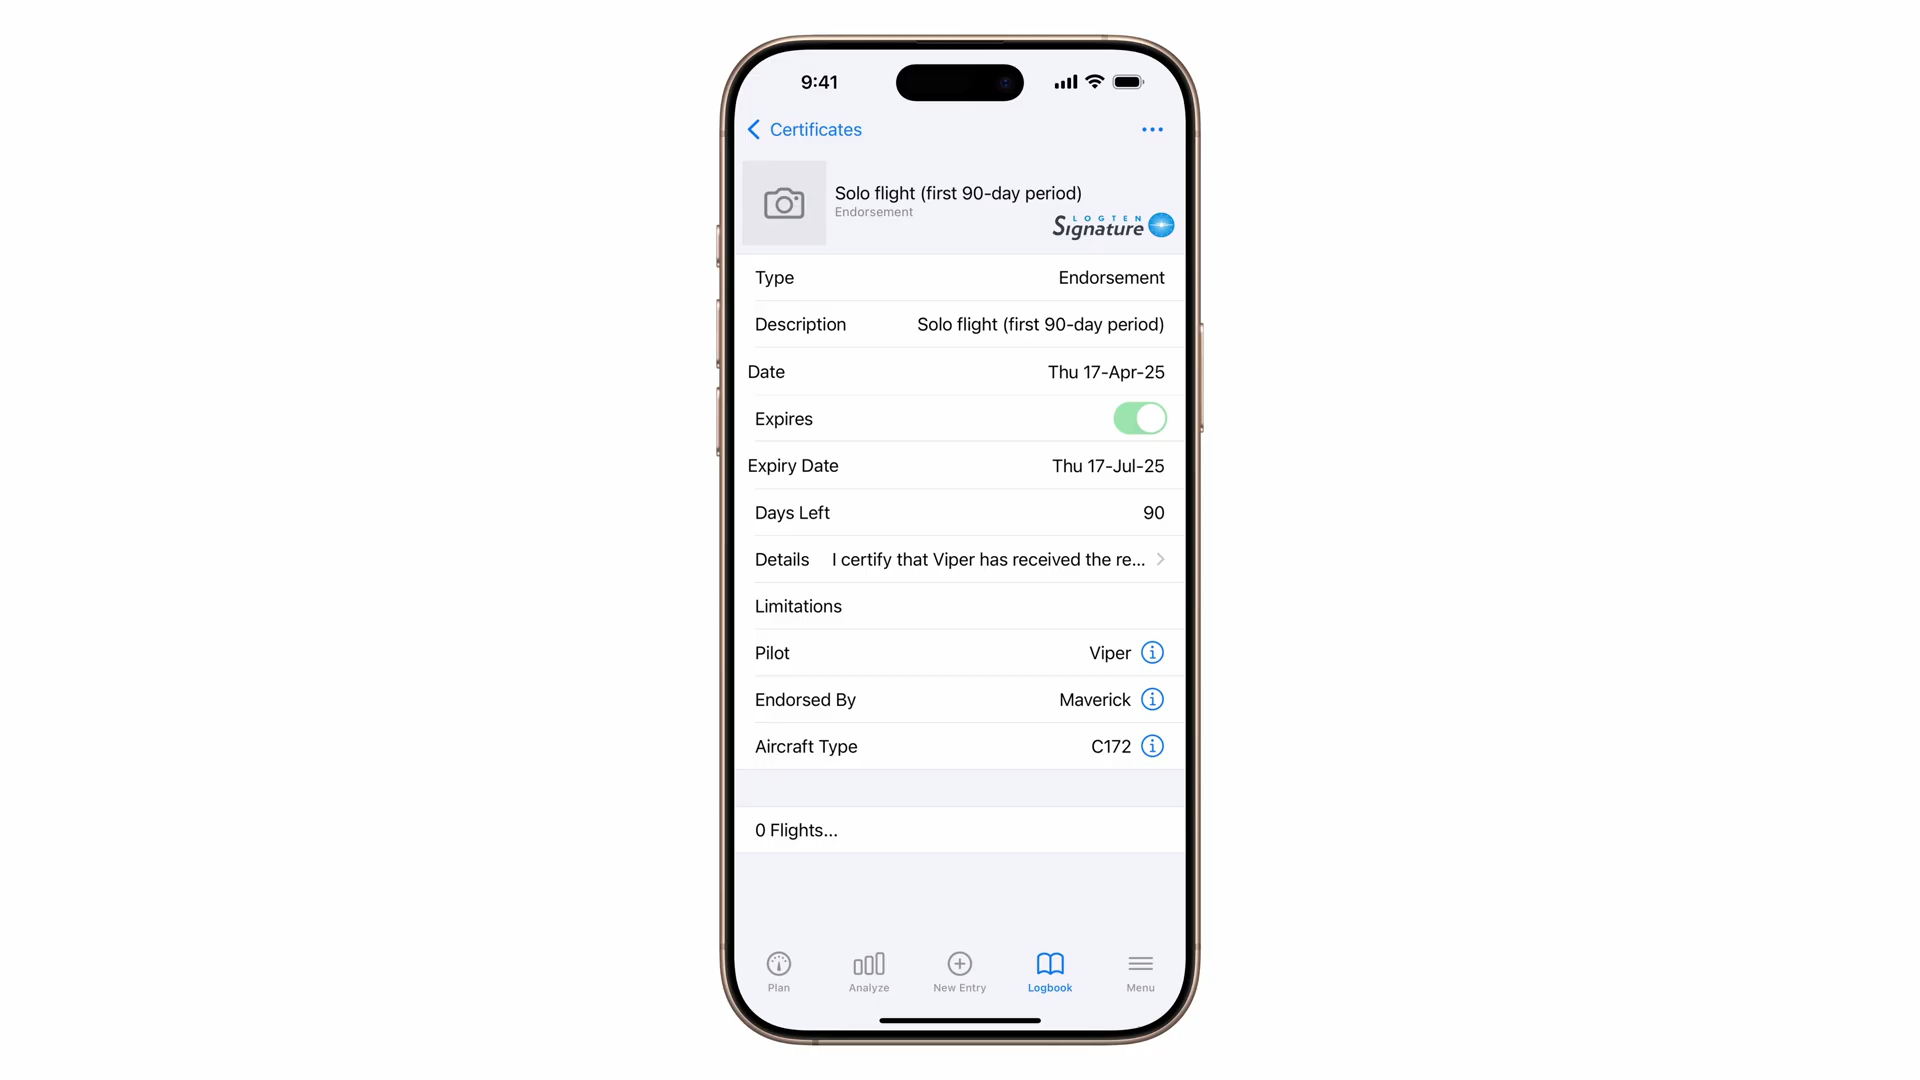 9:41
Certificates
Solo flight (first 90-day period)
Endorsement
LOGTEN
Signature
Type Endorsement
Description Solo flight (first 90-day period)
Date Thu 17-Apr-25
Expires
Expiry Date Thu 17-Jul-25
Days Left 90
Details I certify that Viper has received the re...
Limitations
Pilot Viper
Endorsed By Maverick
Aircraft Type C172
0 Flights...
Plan Analyze New Entry Logbook Menu